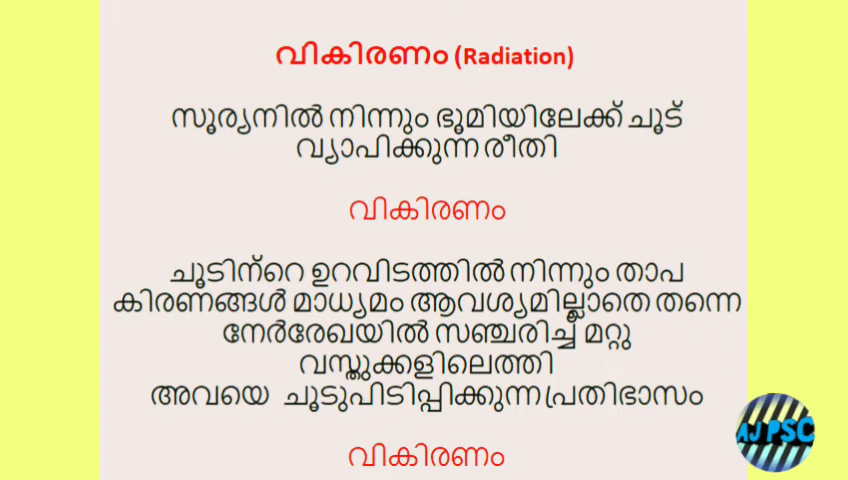 വികിരണം (Radiation)
സൂര്യനിൽ നിന്നും ഭൂമിയിലേക്ക് ചൂട്
വ്യാപിക്കുന്ന രീതി
വികിരണം
ചൂടിന്റെ ഉറവിടത്തിൽ നിന്നും താപ
കിരണങ്ങൾ മാധ്യമം ആവശ്യമില്ലാതെ തന്നെ
നേർരേഖയിൽ സഞ്ചരിച്ച് മറ്റു
വസ്തുക്കളിലെത്തി
അവയെ ചൂടുപിടിപ്പിക്കുന്ന പ്രതിഭാസം
വികിരണം
AJ PSC